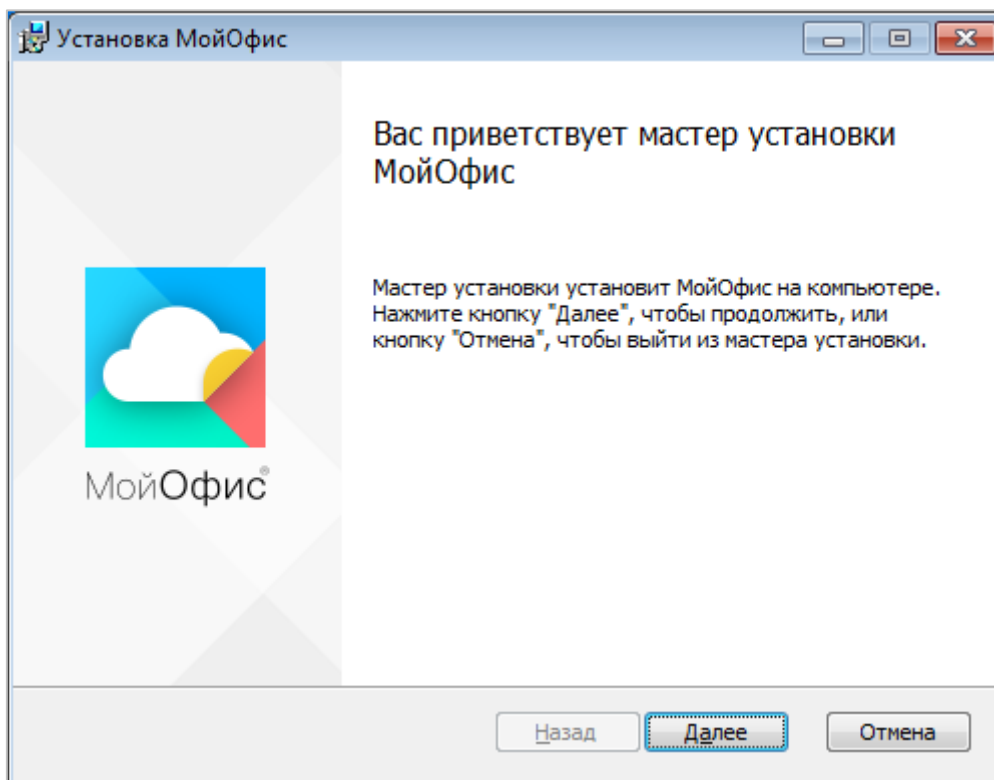 Установка МойОфис
Вас приветствует мастер установки
МойОфис
Мастер установки установит МойОфис на компьютере.
Нажмите кнопку "Далее", чтобы продолжить, или
кнопку "Отмена", чтобы выйти из мастера установки.
МойОфис®
Назад Далее Отмена